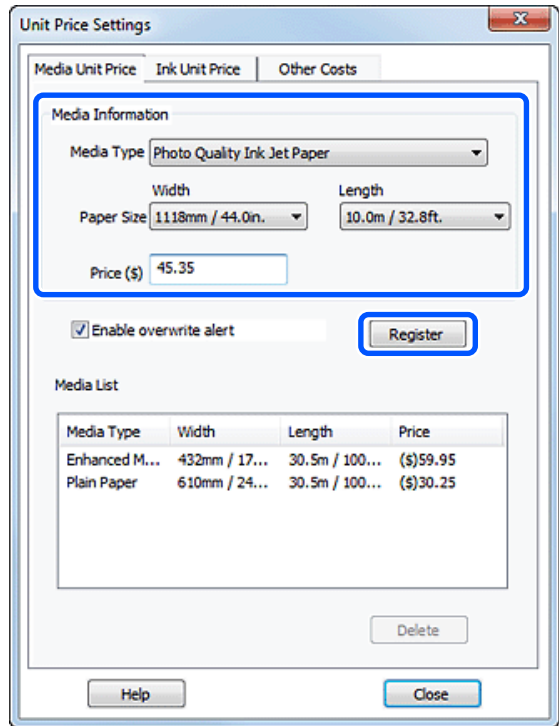 Unit Price Settings
Media Unit Price Ink Unit Price Other Costs
Media Information
Media Type Photo Quality Ink Jet Paper
Width Length
Paper Size 1118mm / 44.0in. 10.0m / 32.8ft.
Price ($) 45.35
Enable overwrite alert Register
Media List
Media Type Width Length Price
Enhanced M... 432mm / 17... 30.5m / 100... ($)59.95
Plain Paper 610mm / 24... 30.5m / 100... ($)30.25
Delete
Help Close